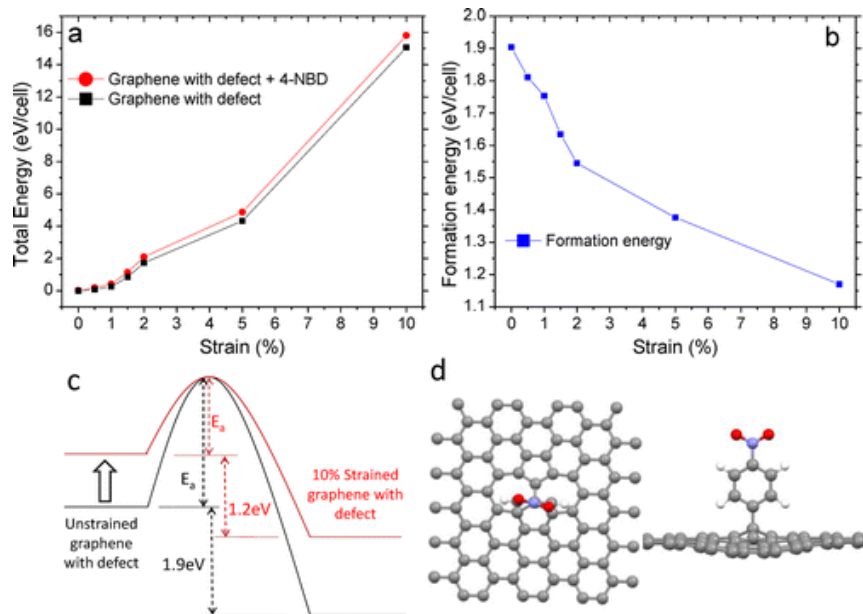 a
Graphene with defect + 4-NBD
Graphene with defect
Total Energy (eV/cell)
16
14
12
10
8
6
4
2
0
0 1 2 3 4 5 6 7 8 9 10
Strain (%)
b
Formation energy
Formation energy (eV/cell)
2.0
1.9
1.8
1.7
1.6
1.5
1.4
1.3
1.2
1.1
0 1 2 3 4 5 6 7 8 9 10
Strain (%)
c
Ea
Ea
1.2eV
1.9eV
Unstrained
graphene
with defect
10% Strained
graphene with
defect
d